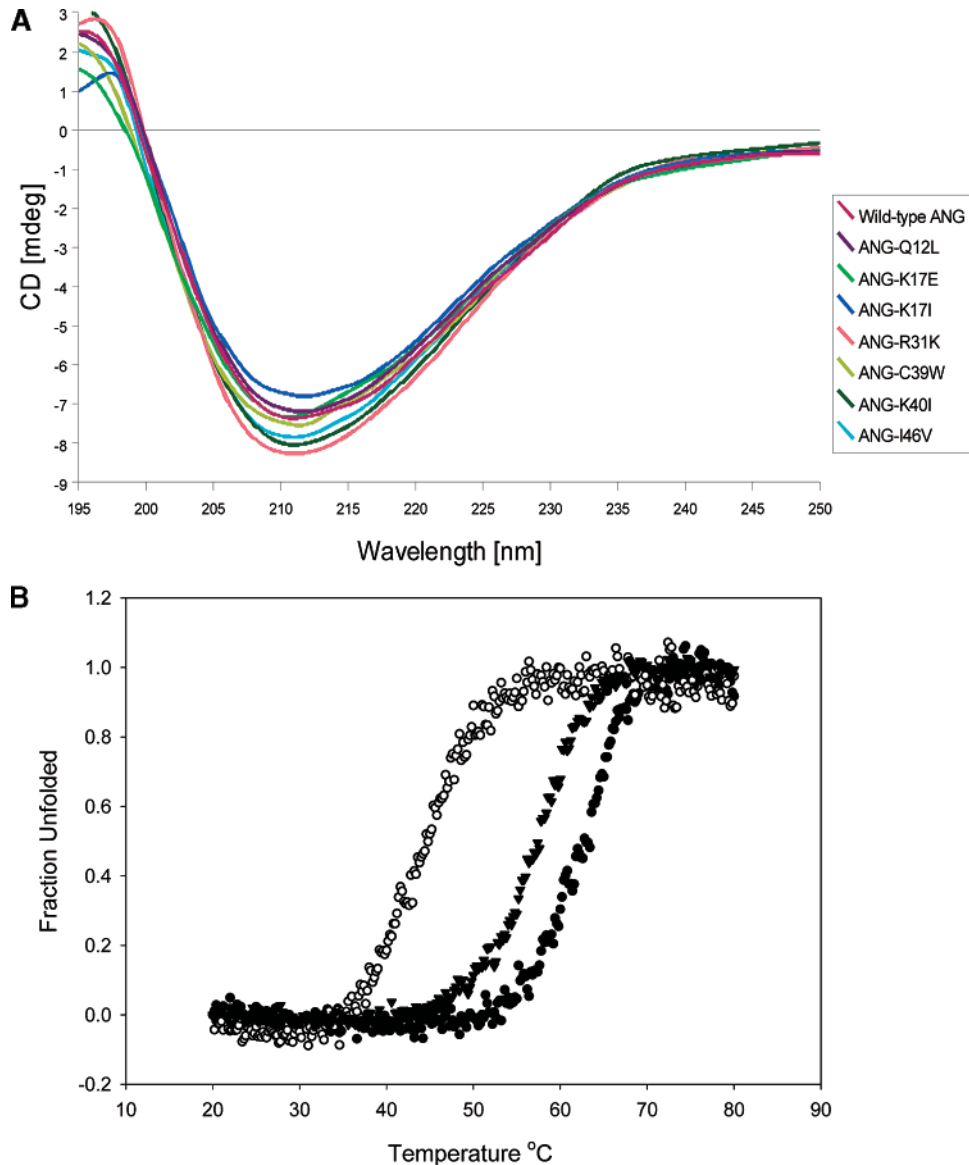 A
3
2
1
0
-1
-2
-3
-4
-5
-6
-7
-8
-9
CD [mdeg]
195 200 205 210 215 220 225 230 235 240 245 250
Wavelength [nm]
Wild-type ANG
ANG-Q12L
ANG-K17E
ANG-K17I
ANG-R31K
ANG-C39W
ANG-K40I
ANG-I46V
B
1.2
1.0
0.8
0.6
0.4
0.2
0.0
-0.2
Fraction Unfolded
10 20 30 40 50 60 70 80 90
Temperature °C